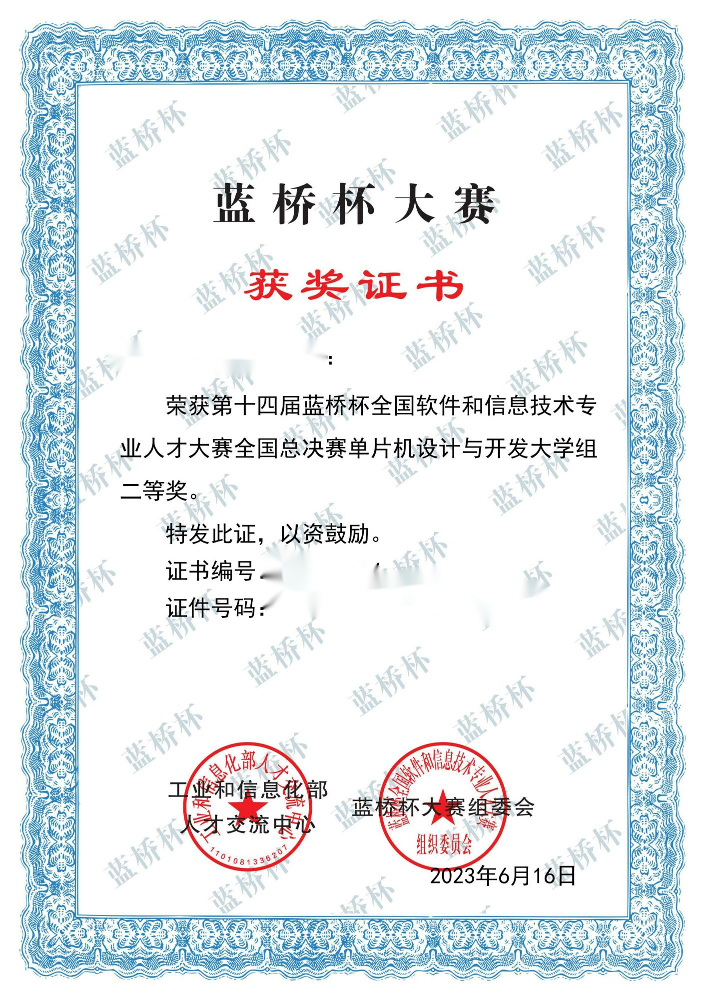 蓝桥杯大赛
获奖证书
:
荣获第十四届蓝桥杯全国软件和信息技术专
业人才大赛全国总决赛单片机设计与开发大学组
二等奖。
特发此证，以资鼓励。
证书编号
证件号码:
工业和信息化部
人才交流中心
蓝桥杯大赛组委会
工业和信息化部人才交流中心
1101081336207
蓝桥杯全国软件和信息技术专业人才大赛
组织委员会
2023年6月16日
蓝桥杯